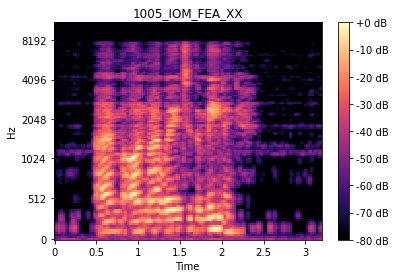 1005_IOM_FEA_XX
8192
4096
2048
1024
512
0
Hz
0 0.5 1 1.5 2 2.5 3
Time
+0 dB
-10 dB
-20 dB
-30 dB
-40 dB
-50 dB
-60 dB
-70 dB
-80 dB